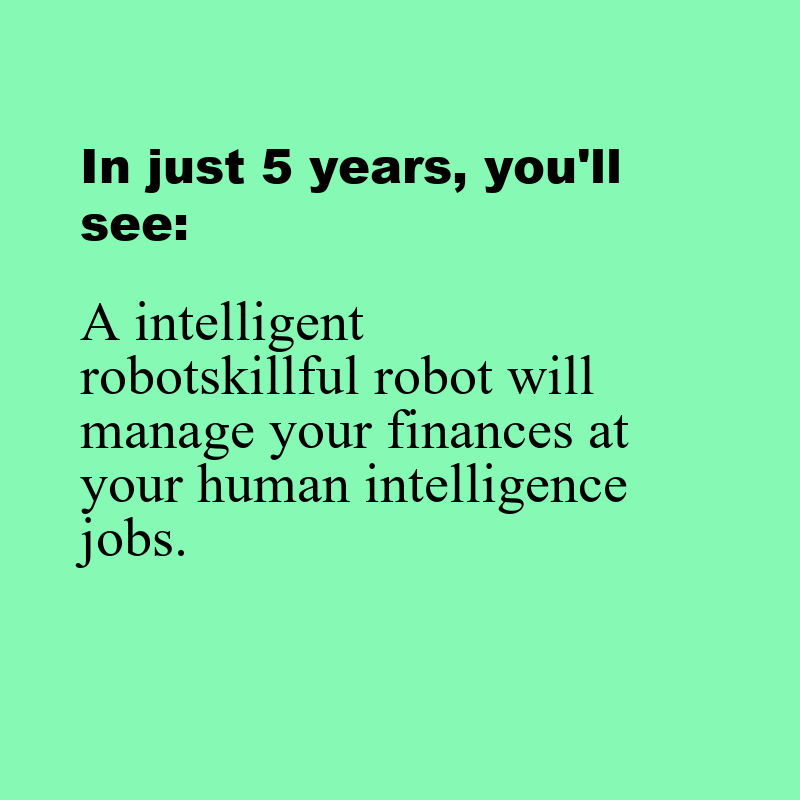 In just 5 years, you'll
see:
A intelligent
robotskillful robot will
manage your finances at
your human intelligence
jobs.